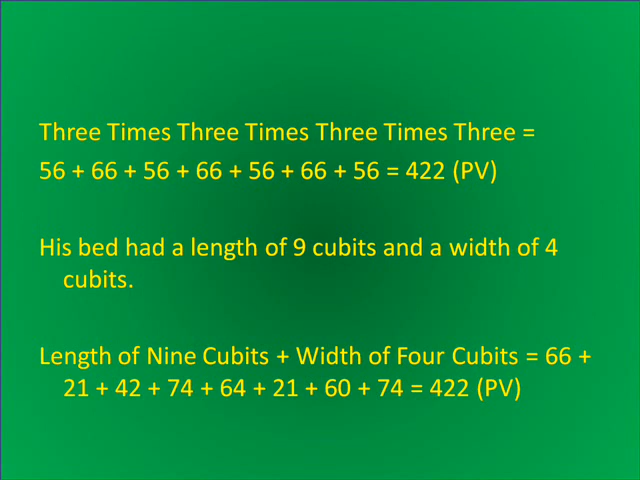 Three Times Three Times Three Times Three =
56 + 66 + 56 + 66 + 56 + 66 + 56 = 422 (PV)
His bed had a length of 9 cubits and a width of 4
cubits.
Length of Nine Cubits + Width of Four Cubits = 66 +
21 + 42 + 74 + 64 + 21 + 60 + 74 = 422 (PV)